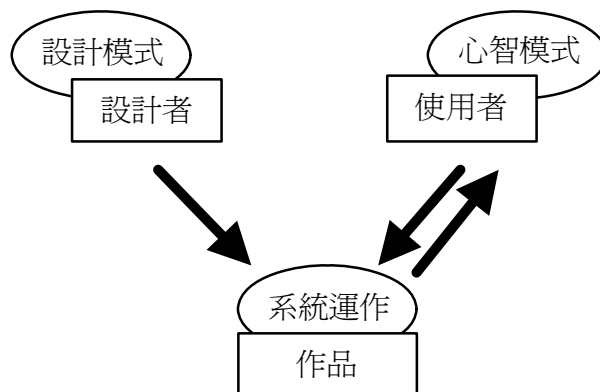 設計模式
設計者
心智模式
使用者
系統運作
作品